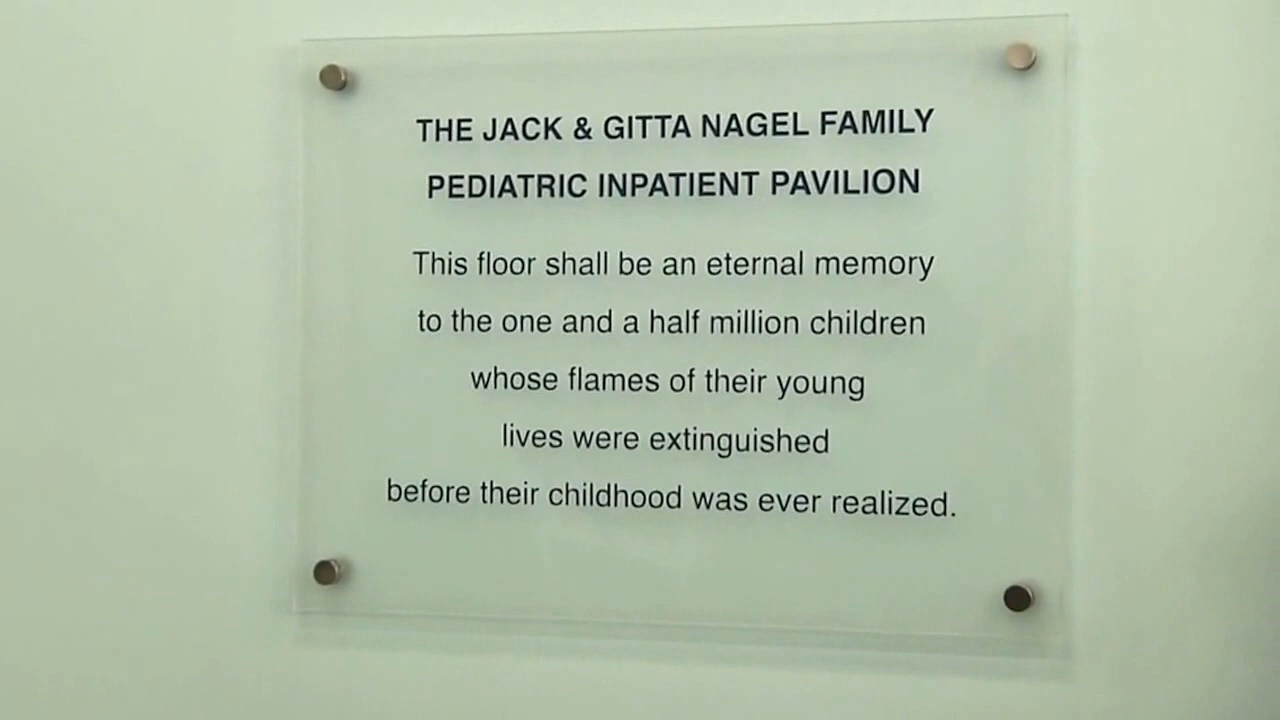 THE JACK & GITTA NAGEL FAMILY
PEDIATRIC INPATIENT PAVILION
This floor shall be an eternal memory
to the one and a half million children
whose flames of their young
lives were extinguished
before their childhood was ever realized.